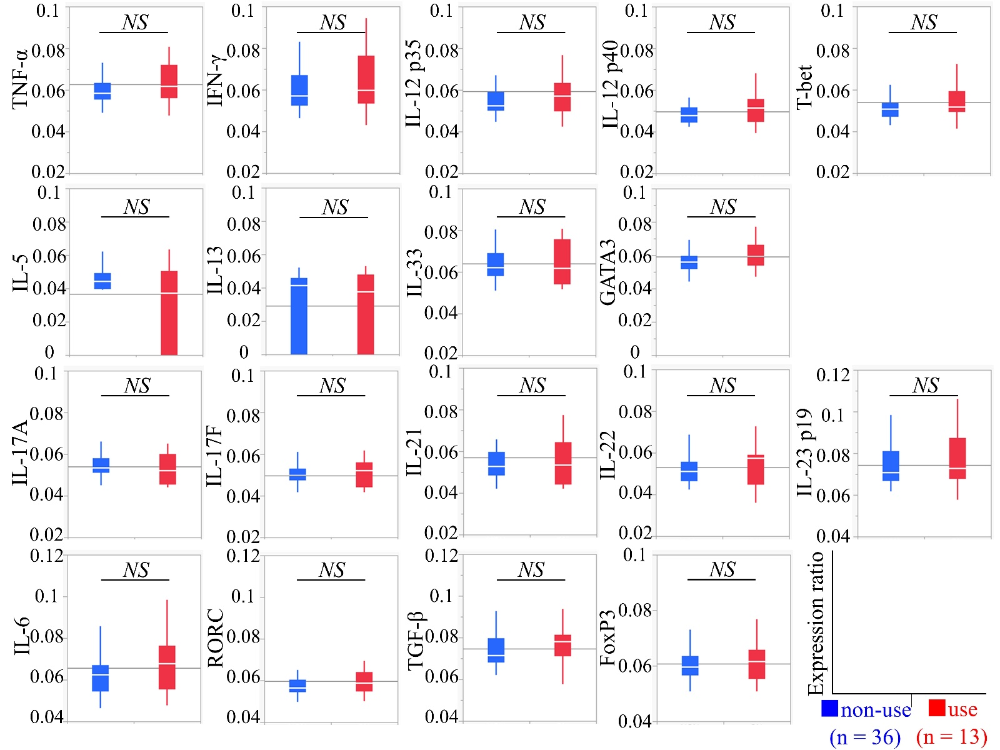 TNF-α
0.1
0.08
0.06
0.04
0.02
NS
IFN-γ
0.1
0.08
0.06
0.04
0.02
NS
IL-12 p35
0.1
0.08
0.06
0.04
0.02
NS
IL-12 p40
0.1
0.08
0.06
0.04
0.02
NS
T-bet
0.1
0.08
0.06
0.04
0.02
NS
IL-5
0.1
0.08
0.06
0.04
0.02
0
NS
IL-13
0.1
0.08
0.06
0.04
0.02
0
NS
IL-33
0.1
0.08
0.06
0.04
0.02
NS
GATA3
0.1
0.08
0.06
0.04
0.02
0
NS
IL-17A
0.1
0.08
0.06
0.04
0.02
NS
IL-17F
0.1
0.08
0.06
0.04
0.02
NS
IL-21
0.1
0.08
0.06
0.04
0.02
NS
IL-22
0.1
0.08
0.06
0.04
0.02
NS
IL-23 p19
0.12
0.1
0.08
0.06
0.04
NS
IL-6
0.12
0.1
0.08
0.06
0.04
NS
RORC
0.12
0.1
0.08
0.06
0.04
NS
TGF-β
0.12
0.1
0.08
0.06
0.04
NS
FoxP3
0.1
0.08
0.06
0.04
NS
Expression ratio
non-use use
(n = 36) (n = 13)